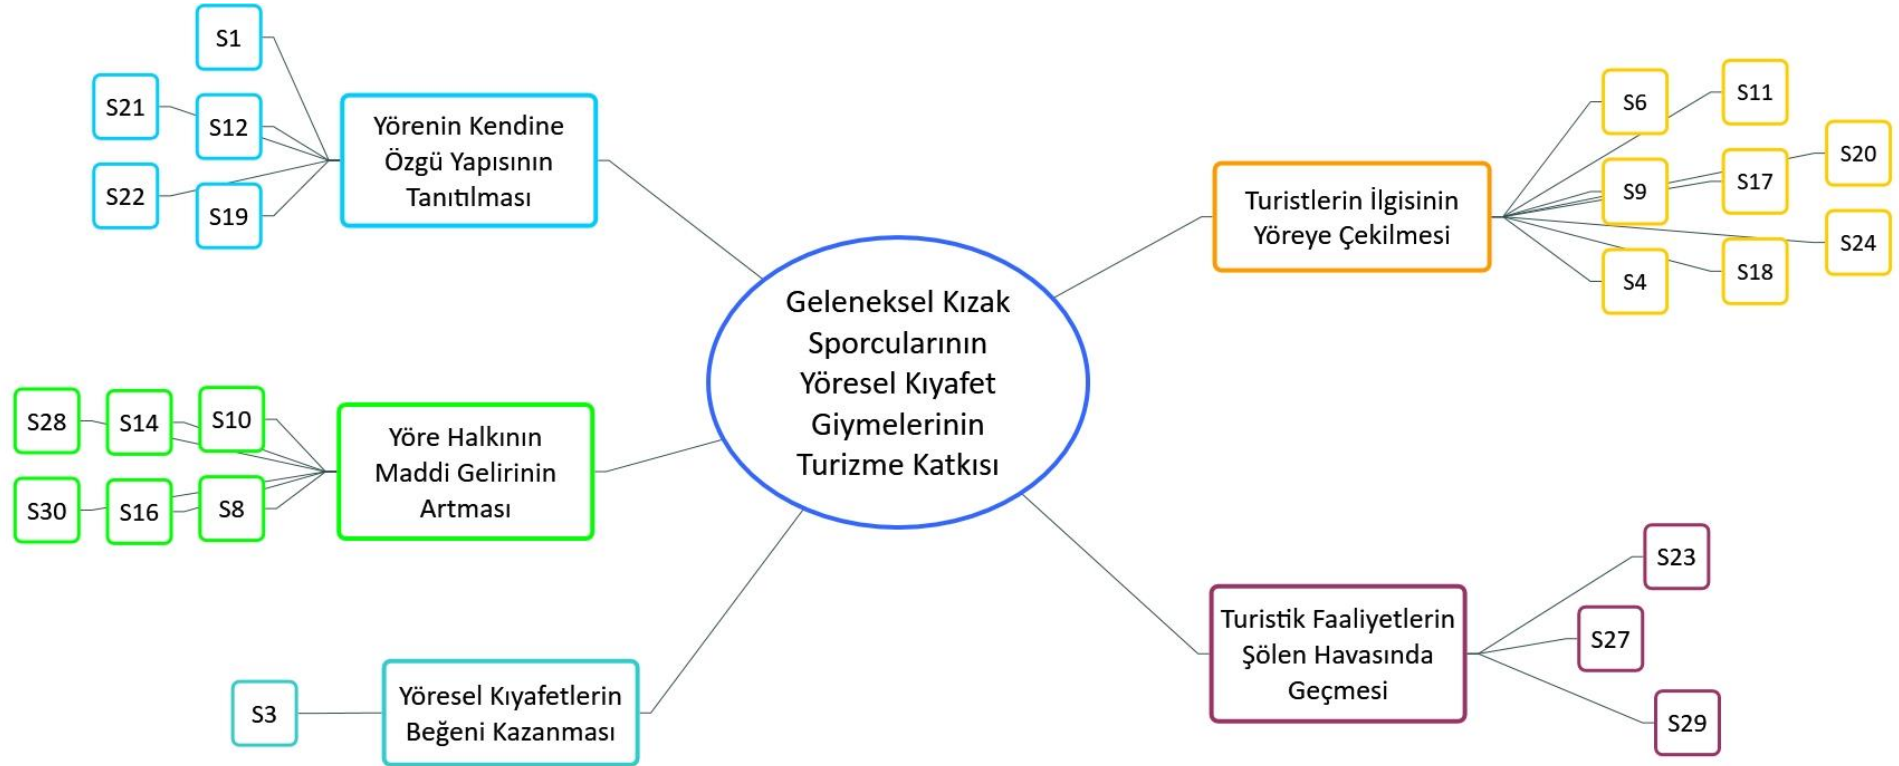 S1
S21
S12
S22
S19
Yörenin Kendine
Özgü Yapısının
Tanıtılması
S6
S11
S20
S9
S17
S24
S4
S18
Turistlerin İlgisinin
Yöreye Çekilmesi
Geleneksel Kızak
Sporcularının
Yöresel Kıyafet
Giymelerinin
Turizme Katkısı
S28
S14
S10
S30
S16
S8
Yöre Halkının
Maddi Gelirinin
Artması
S3
Yöresel Kıyafetlerin
Beğeni Kazanması
Turistik Faaliyetlerin
Şölen Havasında
Geçmesi
S23
S27
S29